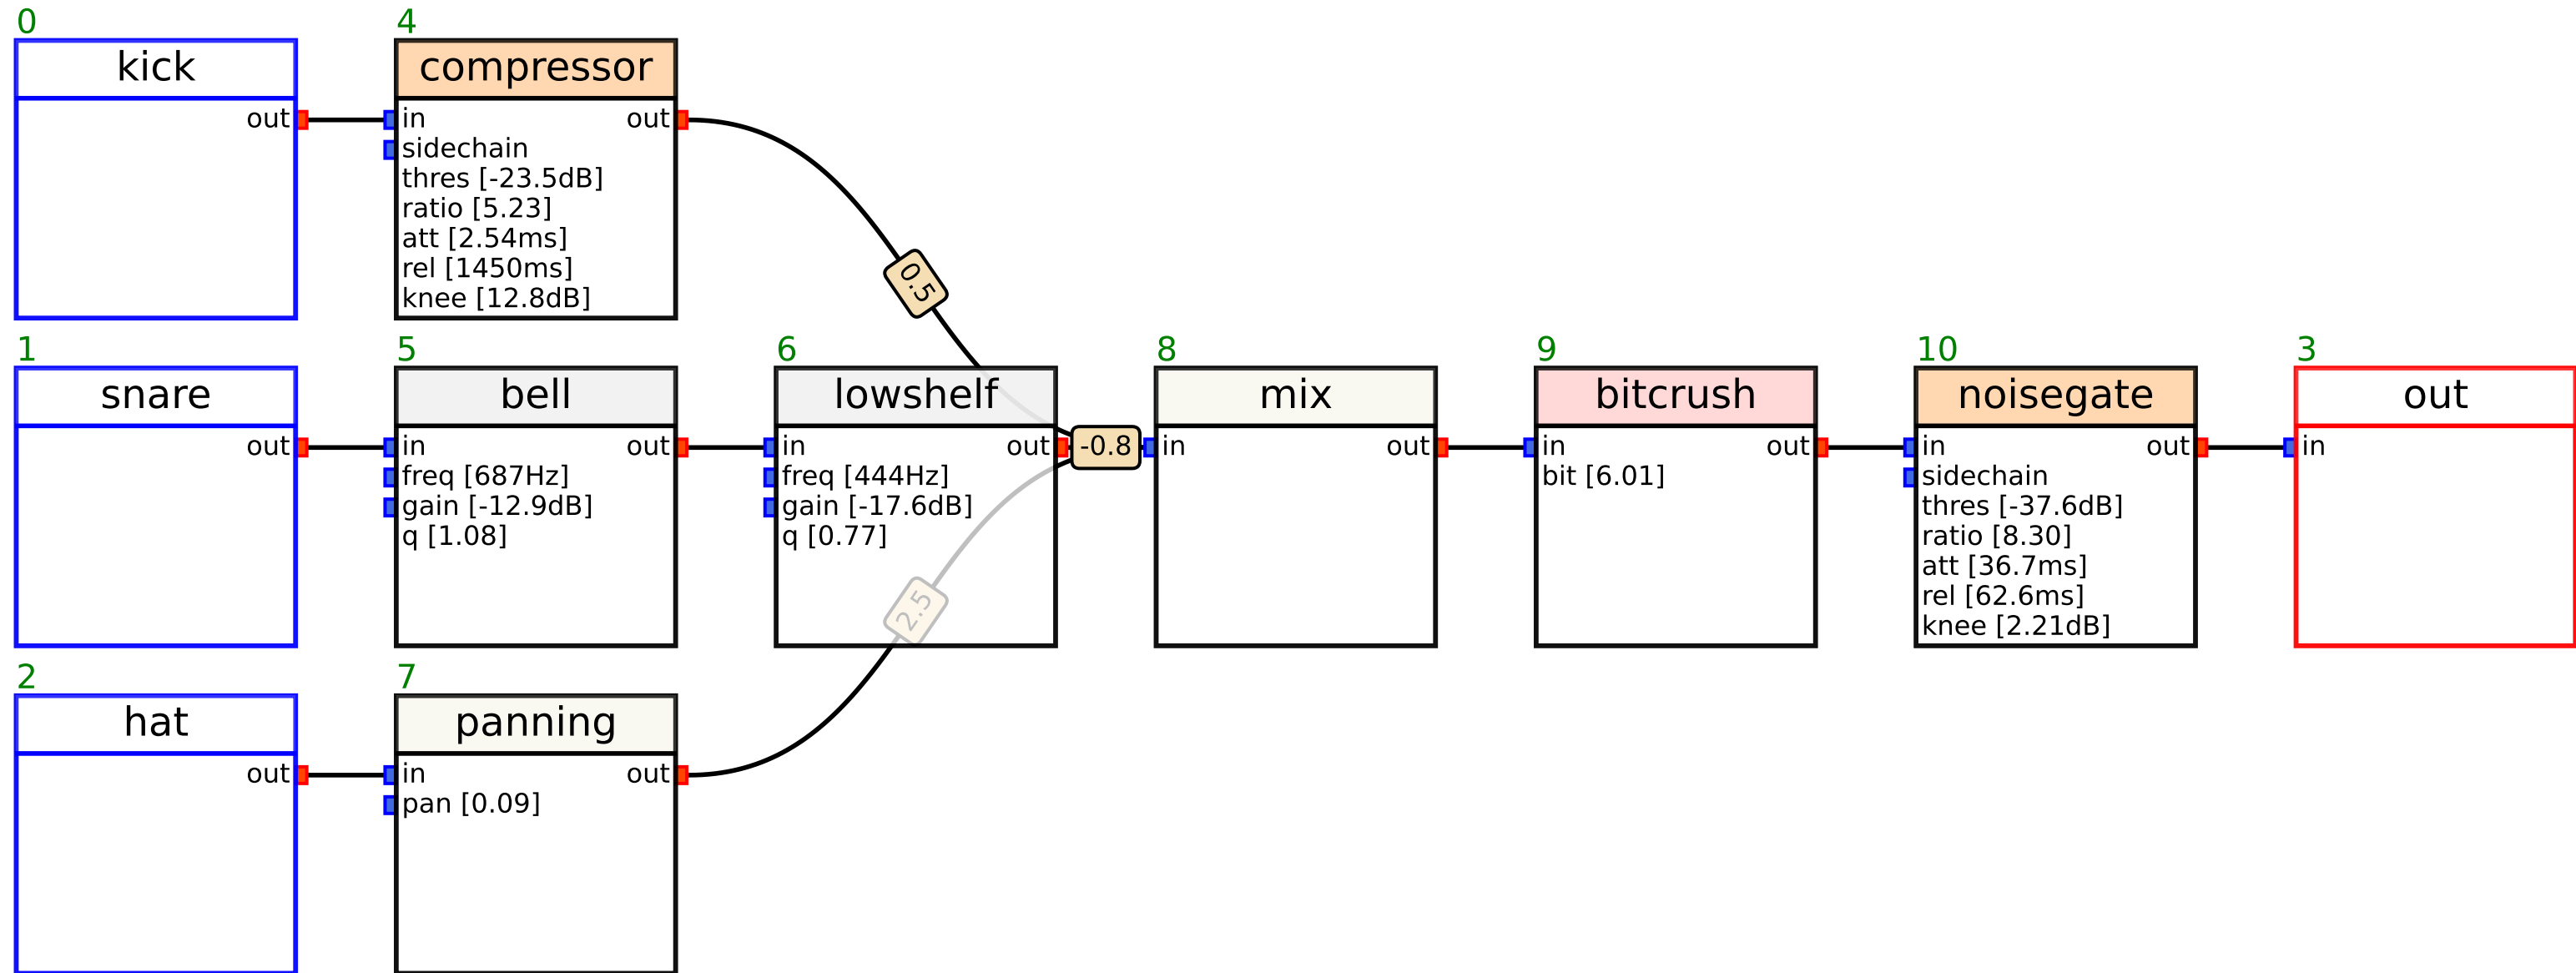 0
kick
out
4
compressor
in
out
sidechain
thres [-23.5dB]
ratio [5.23]
att [2.54ms]
rel [1450ms]
knee [12.8dB]
0.5
1
snare
out
5
bell
in
out
freq [687Hz]
gain [-12.9dB]
q [1.08]
6
lowshelf
in
out
freq [444Hz]
gain [-17.6dB]
q [0.77]
-0.8
2.5
8
mix
in
out
9
bitcrush
in
out
bit [6.01]
10
noisegate
in
out
sidechain
thres [-37.6dB]
ratio [8.30]
att [36.7ms]
rel [62.6ms]
knee [2.21dB]
3
out
in
2
hat
out
7
panning
in
out
pan [0.09]